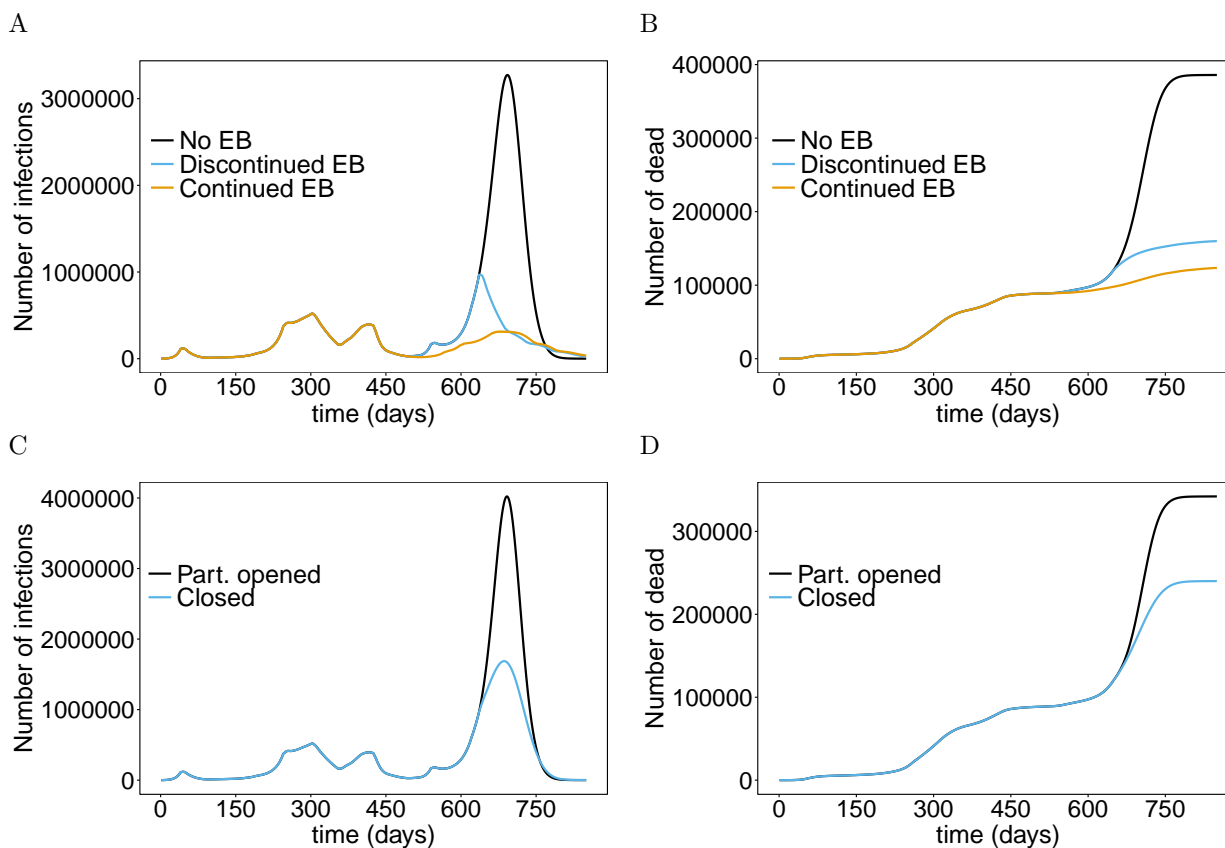 A
Number of infections
3000000
2000000
1000000
0
No EB
Discontinued EB
Continued EB
0 150 300 450 600 750
time (days)
B
Number of dead
400000
300000
200000
100000
0
No EB
Discontinued EB
Continued EB
0 150 300 450 600 750
time (days)
C
Number of infections
4000000
3000000
2000000
1000000
0
Part. opened
Closed
0 150 300 450 600 750
time (days)
D
Number of dead
300000
200000
100000
0
Part. opened
Closed
0 150 300 450 600 750
time (days)